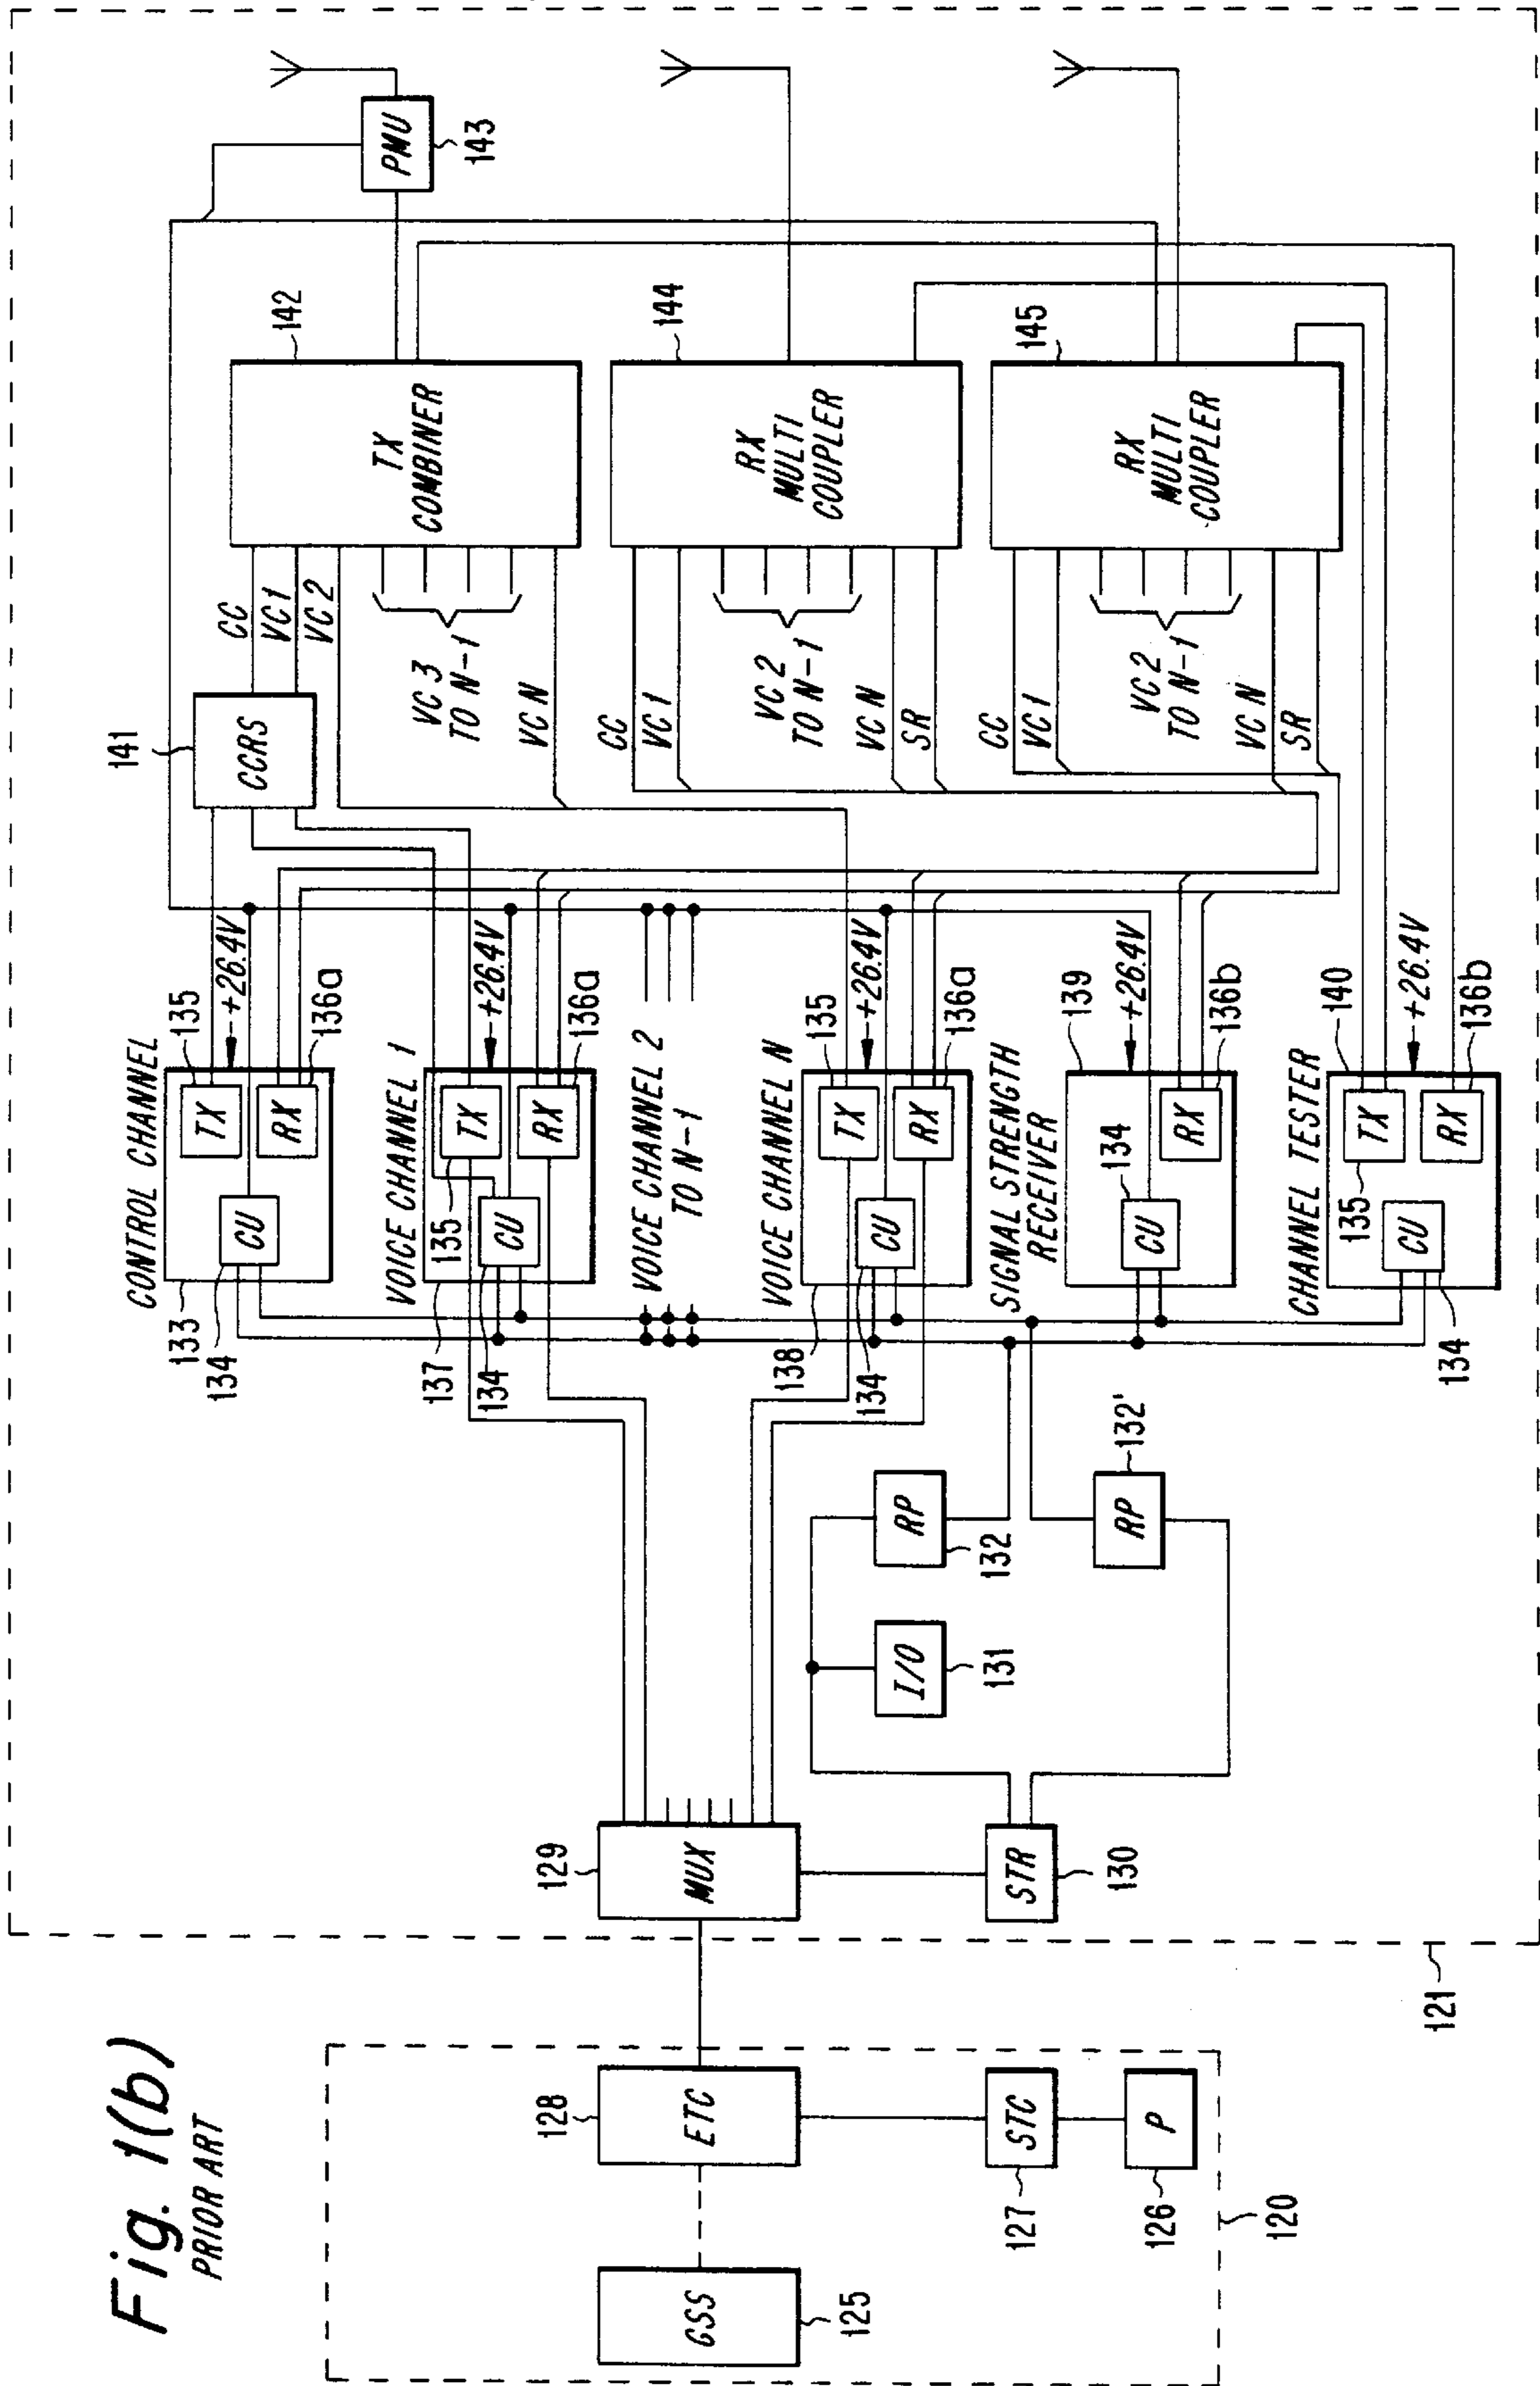 Fig. 1(b)
PRIOR ART
GSS
125
ETC
128
STC
127
P
126
120
121
MUX
129
STR
130
I/O
131
RP
132
RP
132'
CONTROL CHANNEL
133
134
CU
TX
RX
135
+26.4V
136a
VOICE CHANNEL 1
137
134
CU
135
TX
RX
+26.4V
136a
VOICE CHANNEL 2
TO N-1
VOICE CHANNEL N
138
134
CU
TX
RX
135
+26.4V
136a
SIGNAL STRENGTH
RECEIVER
139
134
CU
RX
+26.4V
136b
CHANNEL TESTER
140
134
CU
135
TX
RX
+26.4V
136b
141
CCRS
CC
VC1
VC2
VC 3
TO N-1
VC N
TX
COMBINER
142
PMU
143
CC
VC1
VC 2
TO N-1
VC N
SR
RX
MULTI
COUPLER
144
CC
VC1
VC 2
TO N-1
VC N
SR
RX
MULTI
COUPLER
145